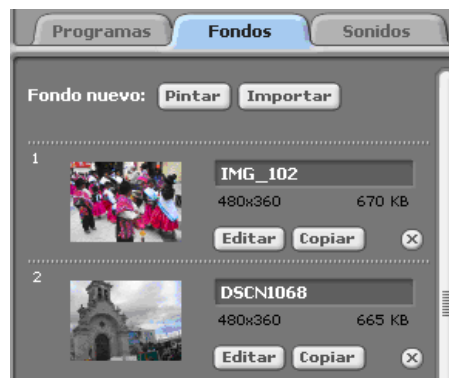 Programas Fondos Sonidos
Fondo nuevo: Pintar Importar
1
IMG_102
480x360 670 KB
Editar Copiar
2
DSCN1068
480x360 665 KB
Editar Copiar